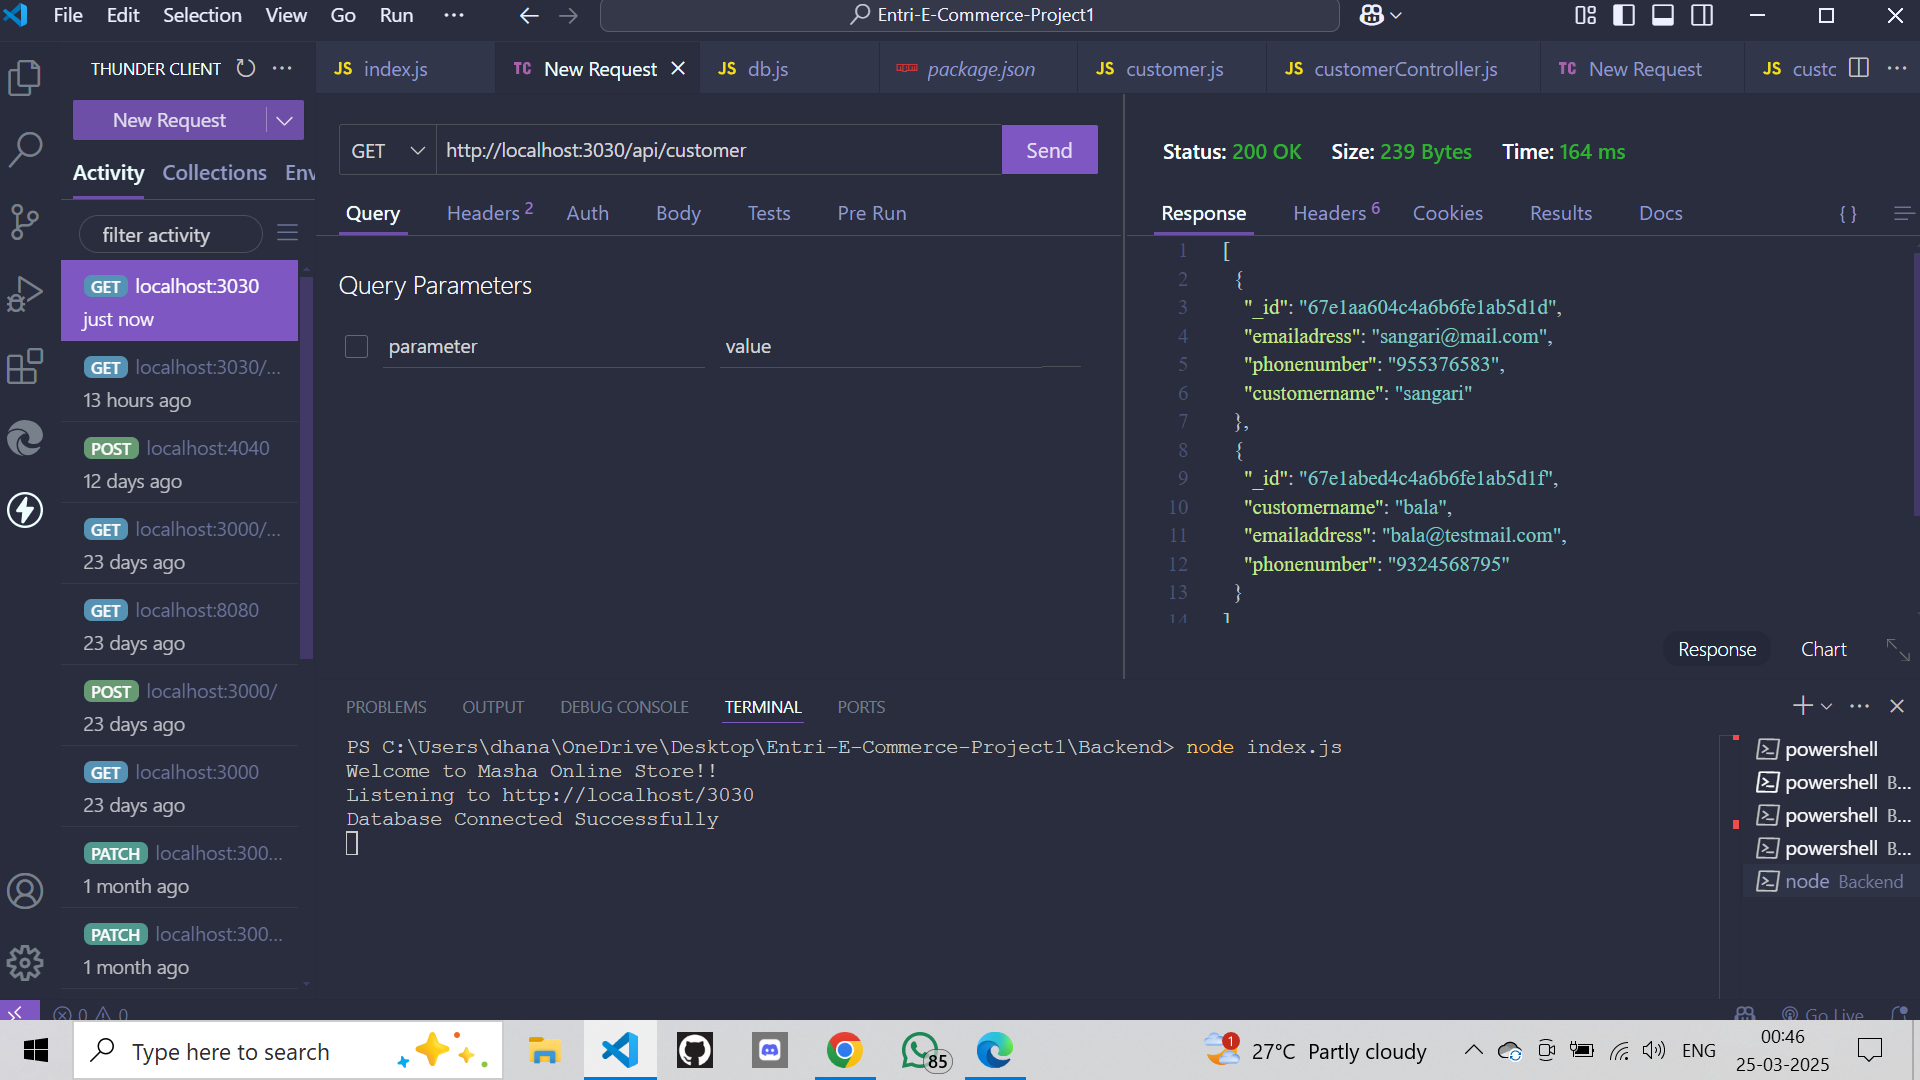 File Edit Selection View Go Run ···
Entri-E-Commerce-Project1
THUNDER CLIENT
JS index.js
TC New Request
JS db.js
package.json
JS customer.js
JS customerController.js
TC New Request
JS custc
New Request
Activity Collections Env
filter activity
GET localhost:3030
just now
GET localhost:3030/...
13 hours ago
POST localhost:4040
12 days ago
GET localhost:3000/...
23 days ago
GET localhost:8080
23 days ago
POST localhost:3000/
23 days ago
GET localhost:3000
23 days ago
PATCH localhost:300...
1 month ago
PATCH localhost:300...
1 month ago
GET http://localhost:3030/api/customer Send
Query Headers 2 Auth Body Tests Pre Run
Query Parameters
parameter value
Status: 200 OK Size: 239 Bytes Time: 164 ms
Response Headers 6 Cookies Results Docs { }
1 [
2 {
3 "_id": "67e1aa604c4a6b6fe1ab5d1d",
4 "emailadress": "sangari@mail.com",
5 "phonenumber": "955376583",
6 "customername": "sangari"
7 },
8 {
9 "_id": "67e1abed4c4a6b6fe1ab5d1f",
10 "customername": "bala",
11 "emailaddress": "bala@testmail.com",
12 "phonenumber": "9324568795"
13 }
14 ]
Response Chart
PROBLEMS OUTPUT DEBUG CONSOLE TERMINAL PORTS
PS C:\Users\dhana\OneDrive\Desktop\Entri-E-Commerce-Project1\Backend> node index.js
Welcome to Masha Online Store!!
Listening to http://localhost/3030
Database Connected Successfully
powershell
powershell B...
powershell B...
powershell B...
node Backend
0 0
Go Live
Type here to search
85
1
27°C Partly cloudy
ENG
00:46
25-03-2025